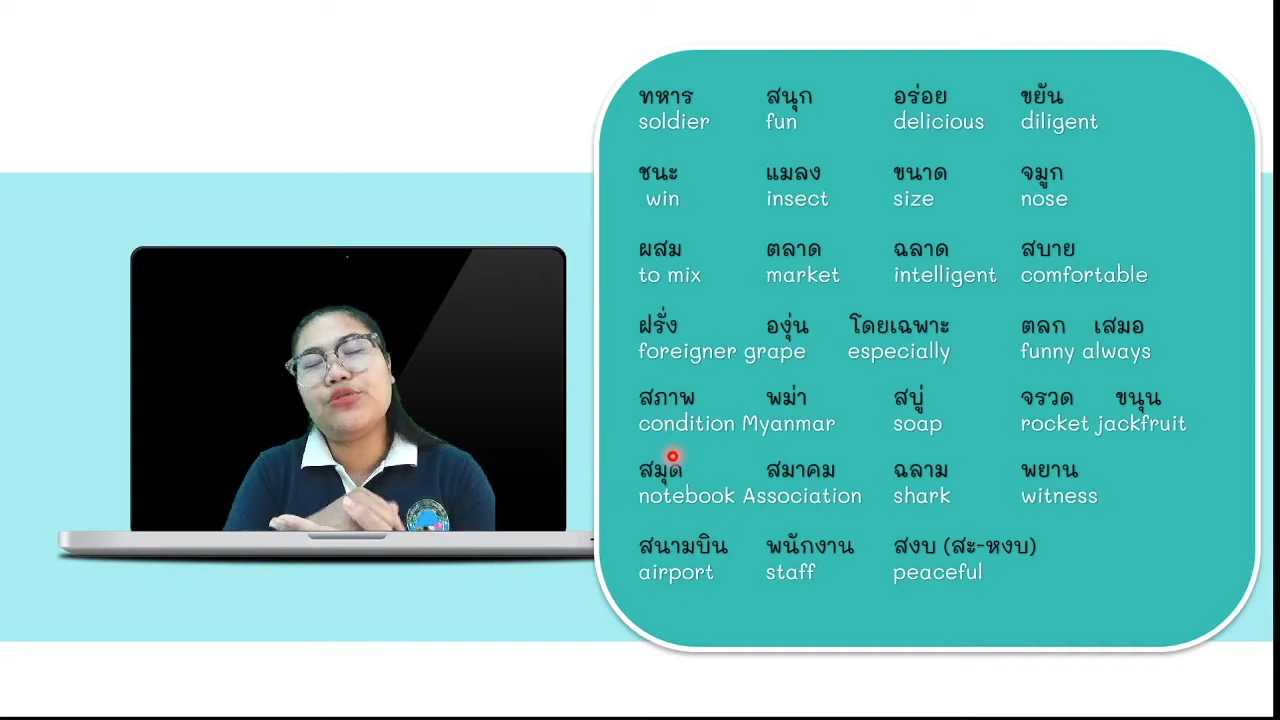 ทหาร สนุก อร่อย ขยัน
soldier fun delicious diligent
ชนะ แมลง ขนาด จมูก
win insect size nose
ผสม ตลาด ฉลาด สบาย
to mix market intelligent comfortable
ฝรั่ง องุ่น โดยเฉพาะ ตลก เสมอ
foreigner grape especially funny always
สภาพ พม่า สบู่ จรวด ขนุน
condition Myanmar soap rocket jackfruit
สมุด สมาคม ฉลาม พยาน
notebook Association shark witness
สนามบิน พนักงาน สงบ (สะ-หงบ)
airport staff peaceful